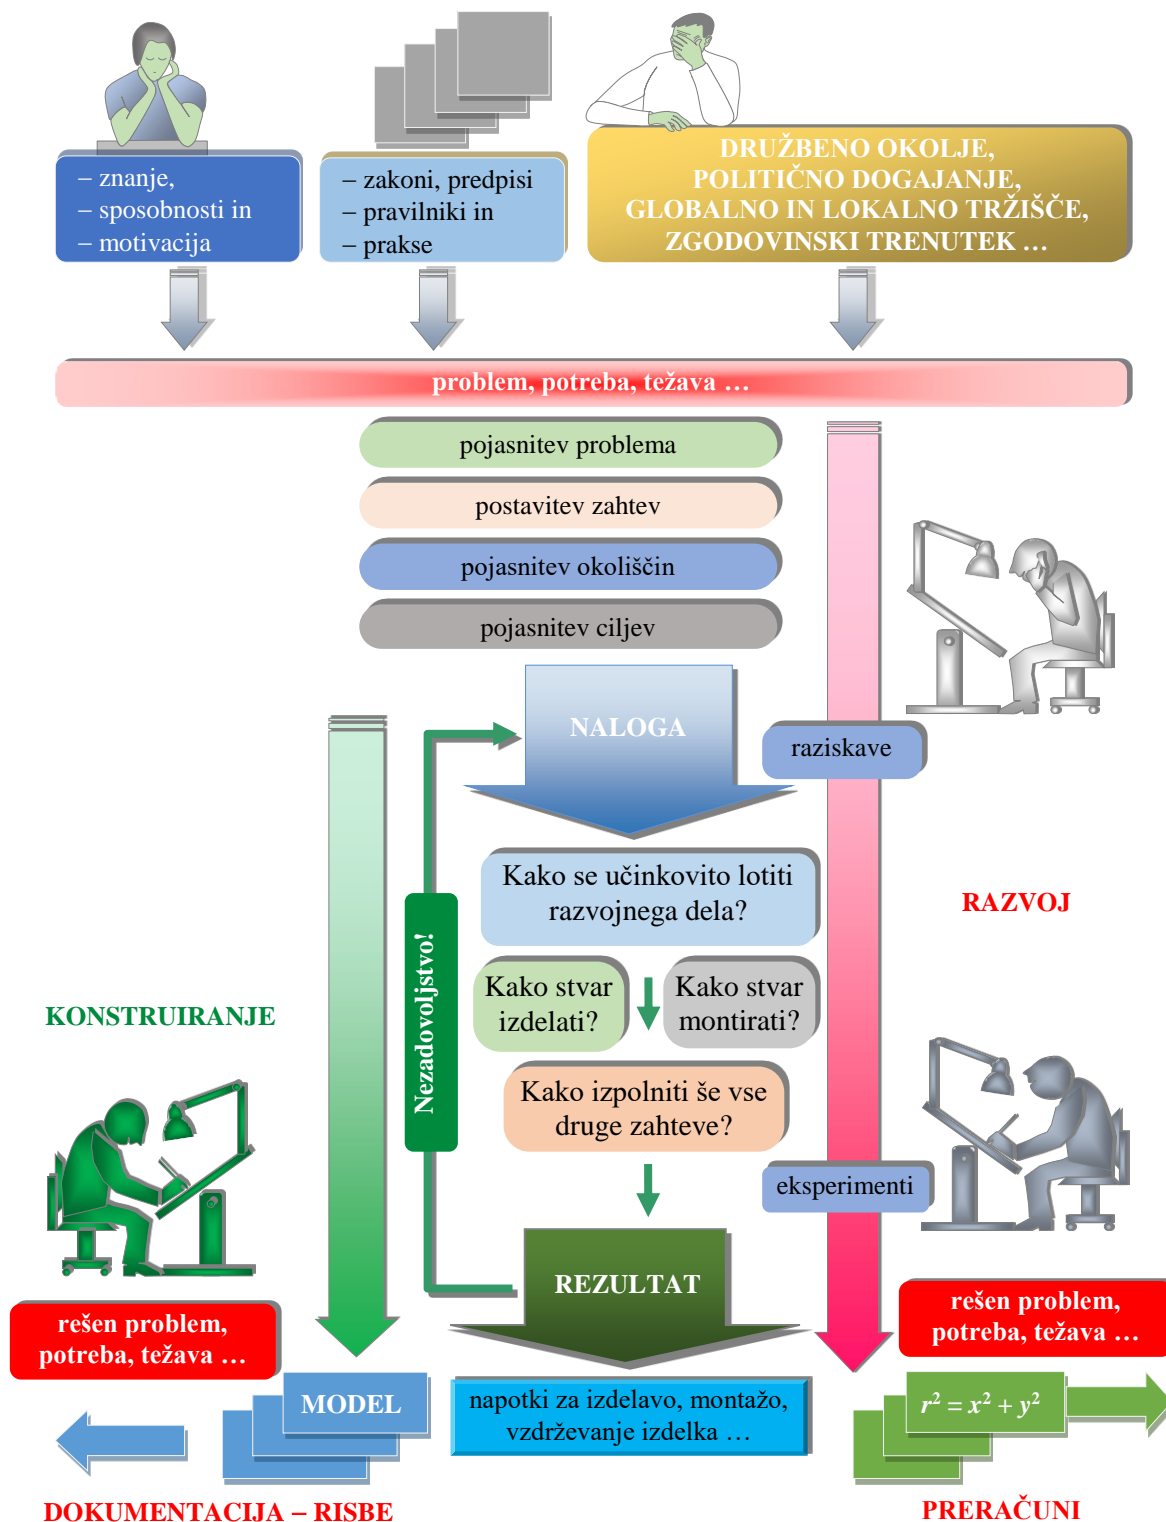 – znanje,
– sposobnosti in
– motivacija
– zakoni, predpisi
– pravilniki in
– prakse
DRUŽBENO OKOLJE,
POLITIČNO DOGAJANJE,
GLOBALNO IN LOKALNO TRŽIŠČE,
ZGODOVINSKI TRENUTEK …
problem, potreba, težava …
pojasnitev problema
postavitev zahtev
pojasnitev okoliščin
pojasnitev ciljev
NALOGA
raziskave
Kako se učinkovito lotiti
razvojnega dela?
RAZVOJ
Nezadovoljstvo!
Kako stvar
izdelati?
Kako stvar
montirati?
KONSTRUIRANJE
Kako izpolniti še vse
druge zahteve?
eksperimenti
REZULTAT
rešen problem,
potreba, težava …
rešen problem,
potreba, težava …
MODEL
napotki za izdelavo, montažo,
vzdrževanje izdelka …
r² = x² + y²
DOKUMENTACIJA – RISBE
PRERAČUNI